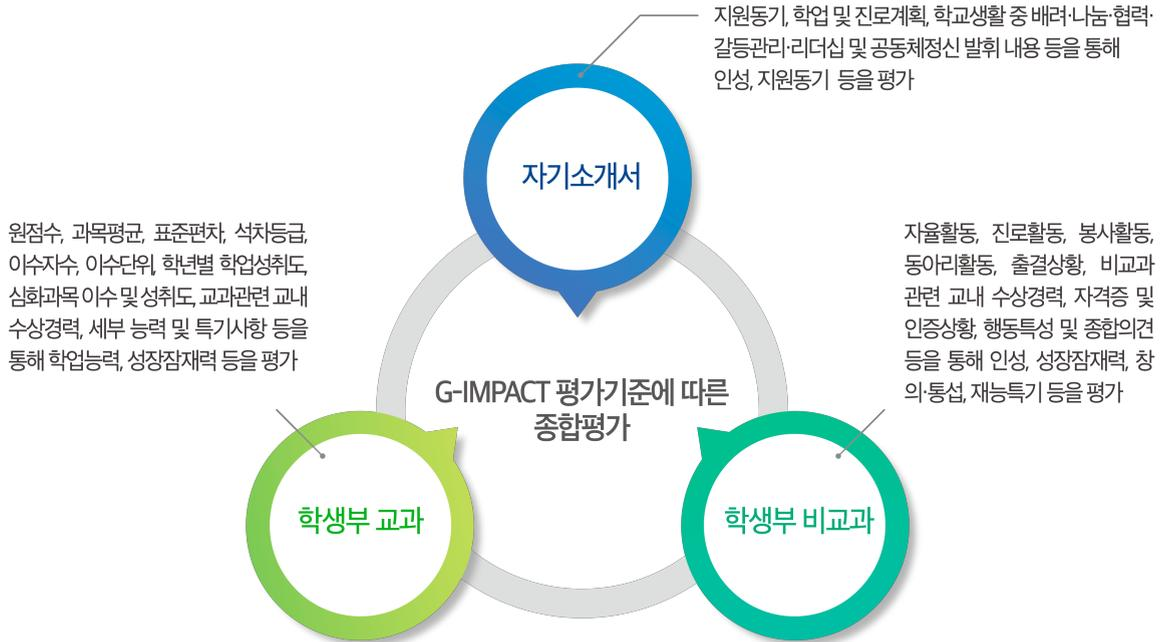 지원동기, 학업 및 진로계획, 학교생활 중 배려·나눔·협력·
갈등관리·리더십 및 공동체정신 발휘 내용 등을 통해
인성, 지원동기 등을 평가
자기소개서
원점수, 과목평균, 표준편차, 석차등급,
이수자수, 이수단위, 학년별 학업성취도,
심화과목 이수 및 성취도, 교과관련 교내
수상경력, 세부 능력 및 특기사항 등을
통해 학업능력, 성장잠재력 등을 평가
자율활동, 진로활동, 봉사활동,
동아리활동, 출결상황, 비교과
관련 교내 수상경력, 자격증 및
인증상황, 행동특성 및 종합의견
등을 통해 인성, 성장잠재력, 창
의·통섭, 재능특기 등을 평가
G-IMPACT 평가기준에 따른
종합평가
학생부 교과
학생부 비교과